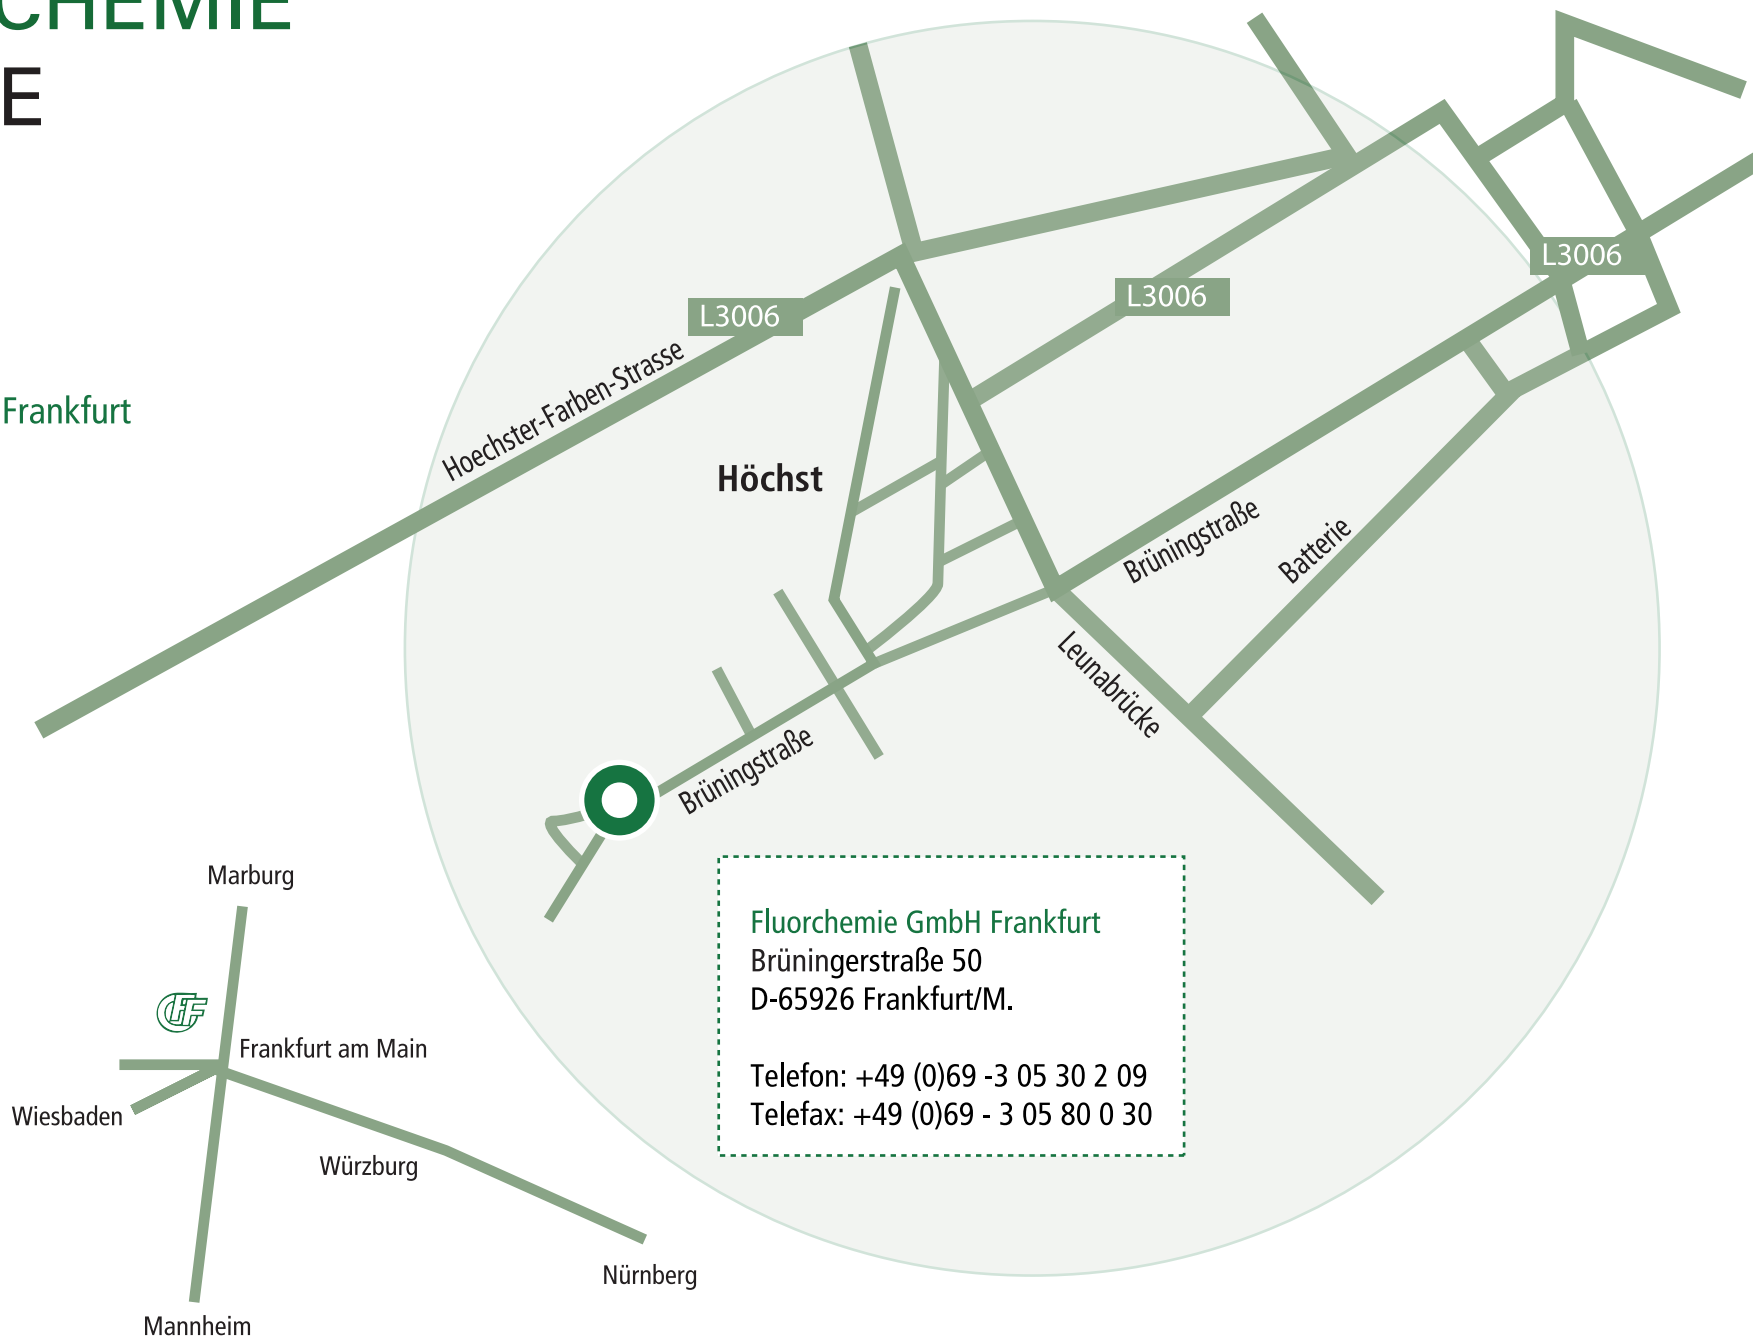 CHEMIE
E
Frankfurt
L3006
L3006
L3006
Hoechster-Farben-Strasse
Höchst
Brüningstraße
Batterie
Leunabrücke
Brüningstraße
Fluorchemie GmbH Frankfurt
Brüningerstraße 50
D-65926 Frankfurt/M.
Telefon: +49 (0)69 -3 05 30 2 09
Telefax: +49 (0)69 - 3 05 80 0 30
Marburg
Frankfurt am Main
Wiesbaden
Würzburg
Nürnberg
Mannheim